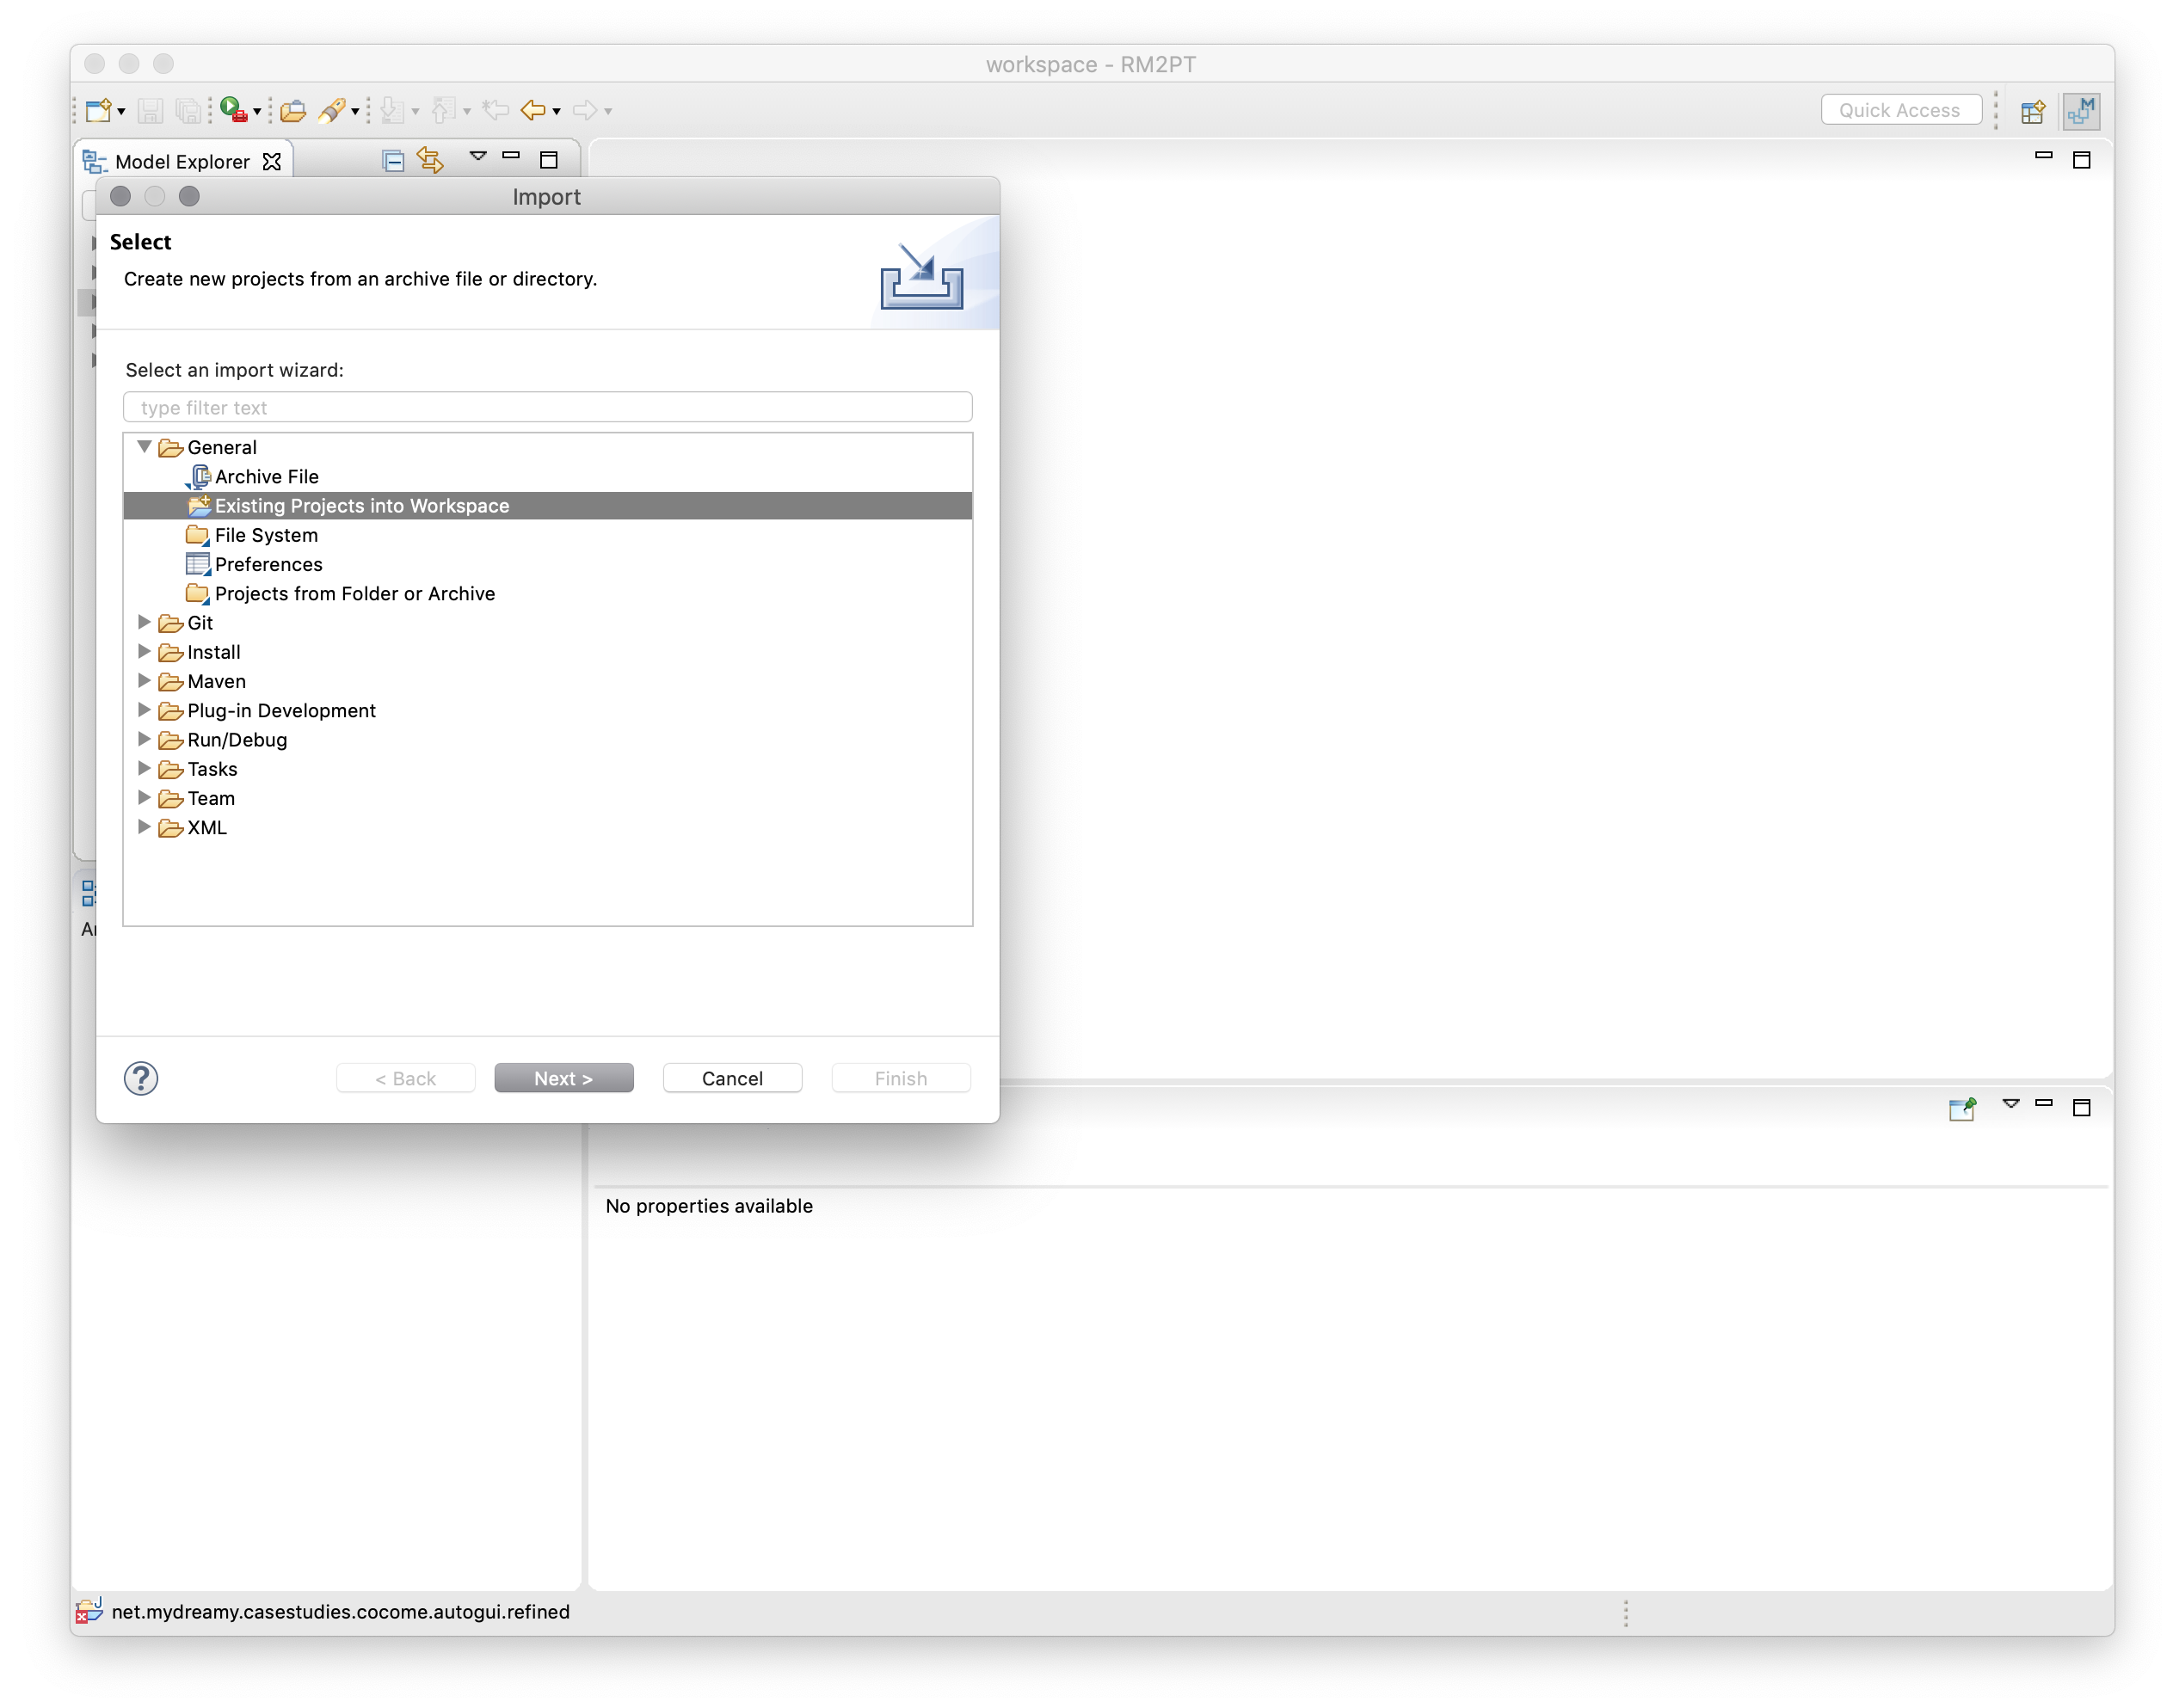 workspace - RM2PT
Quick Access
Model Explorer
Import
Select
Create new projects from an archive file or directory.
Select an import wizard:
type filter text
General
Archive File
Existing Projects into Workspace
File System
Preferences
Projects from Folder or Archive
Git
Install
Maven
Plug-in Development
Run/Debug
Tasks
Team
XML
< Back
Next >
Cancel
Finish
No properties available
net.mydreamy.casestudies.cocome.autogui.refined